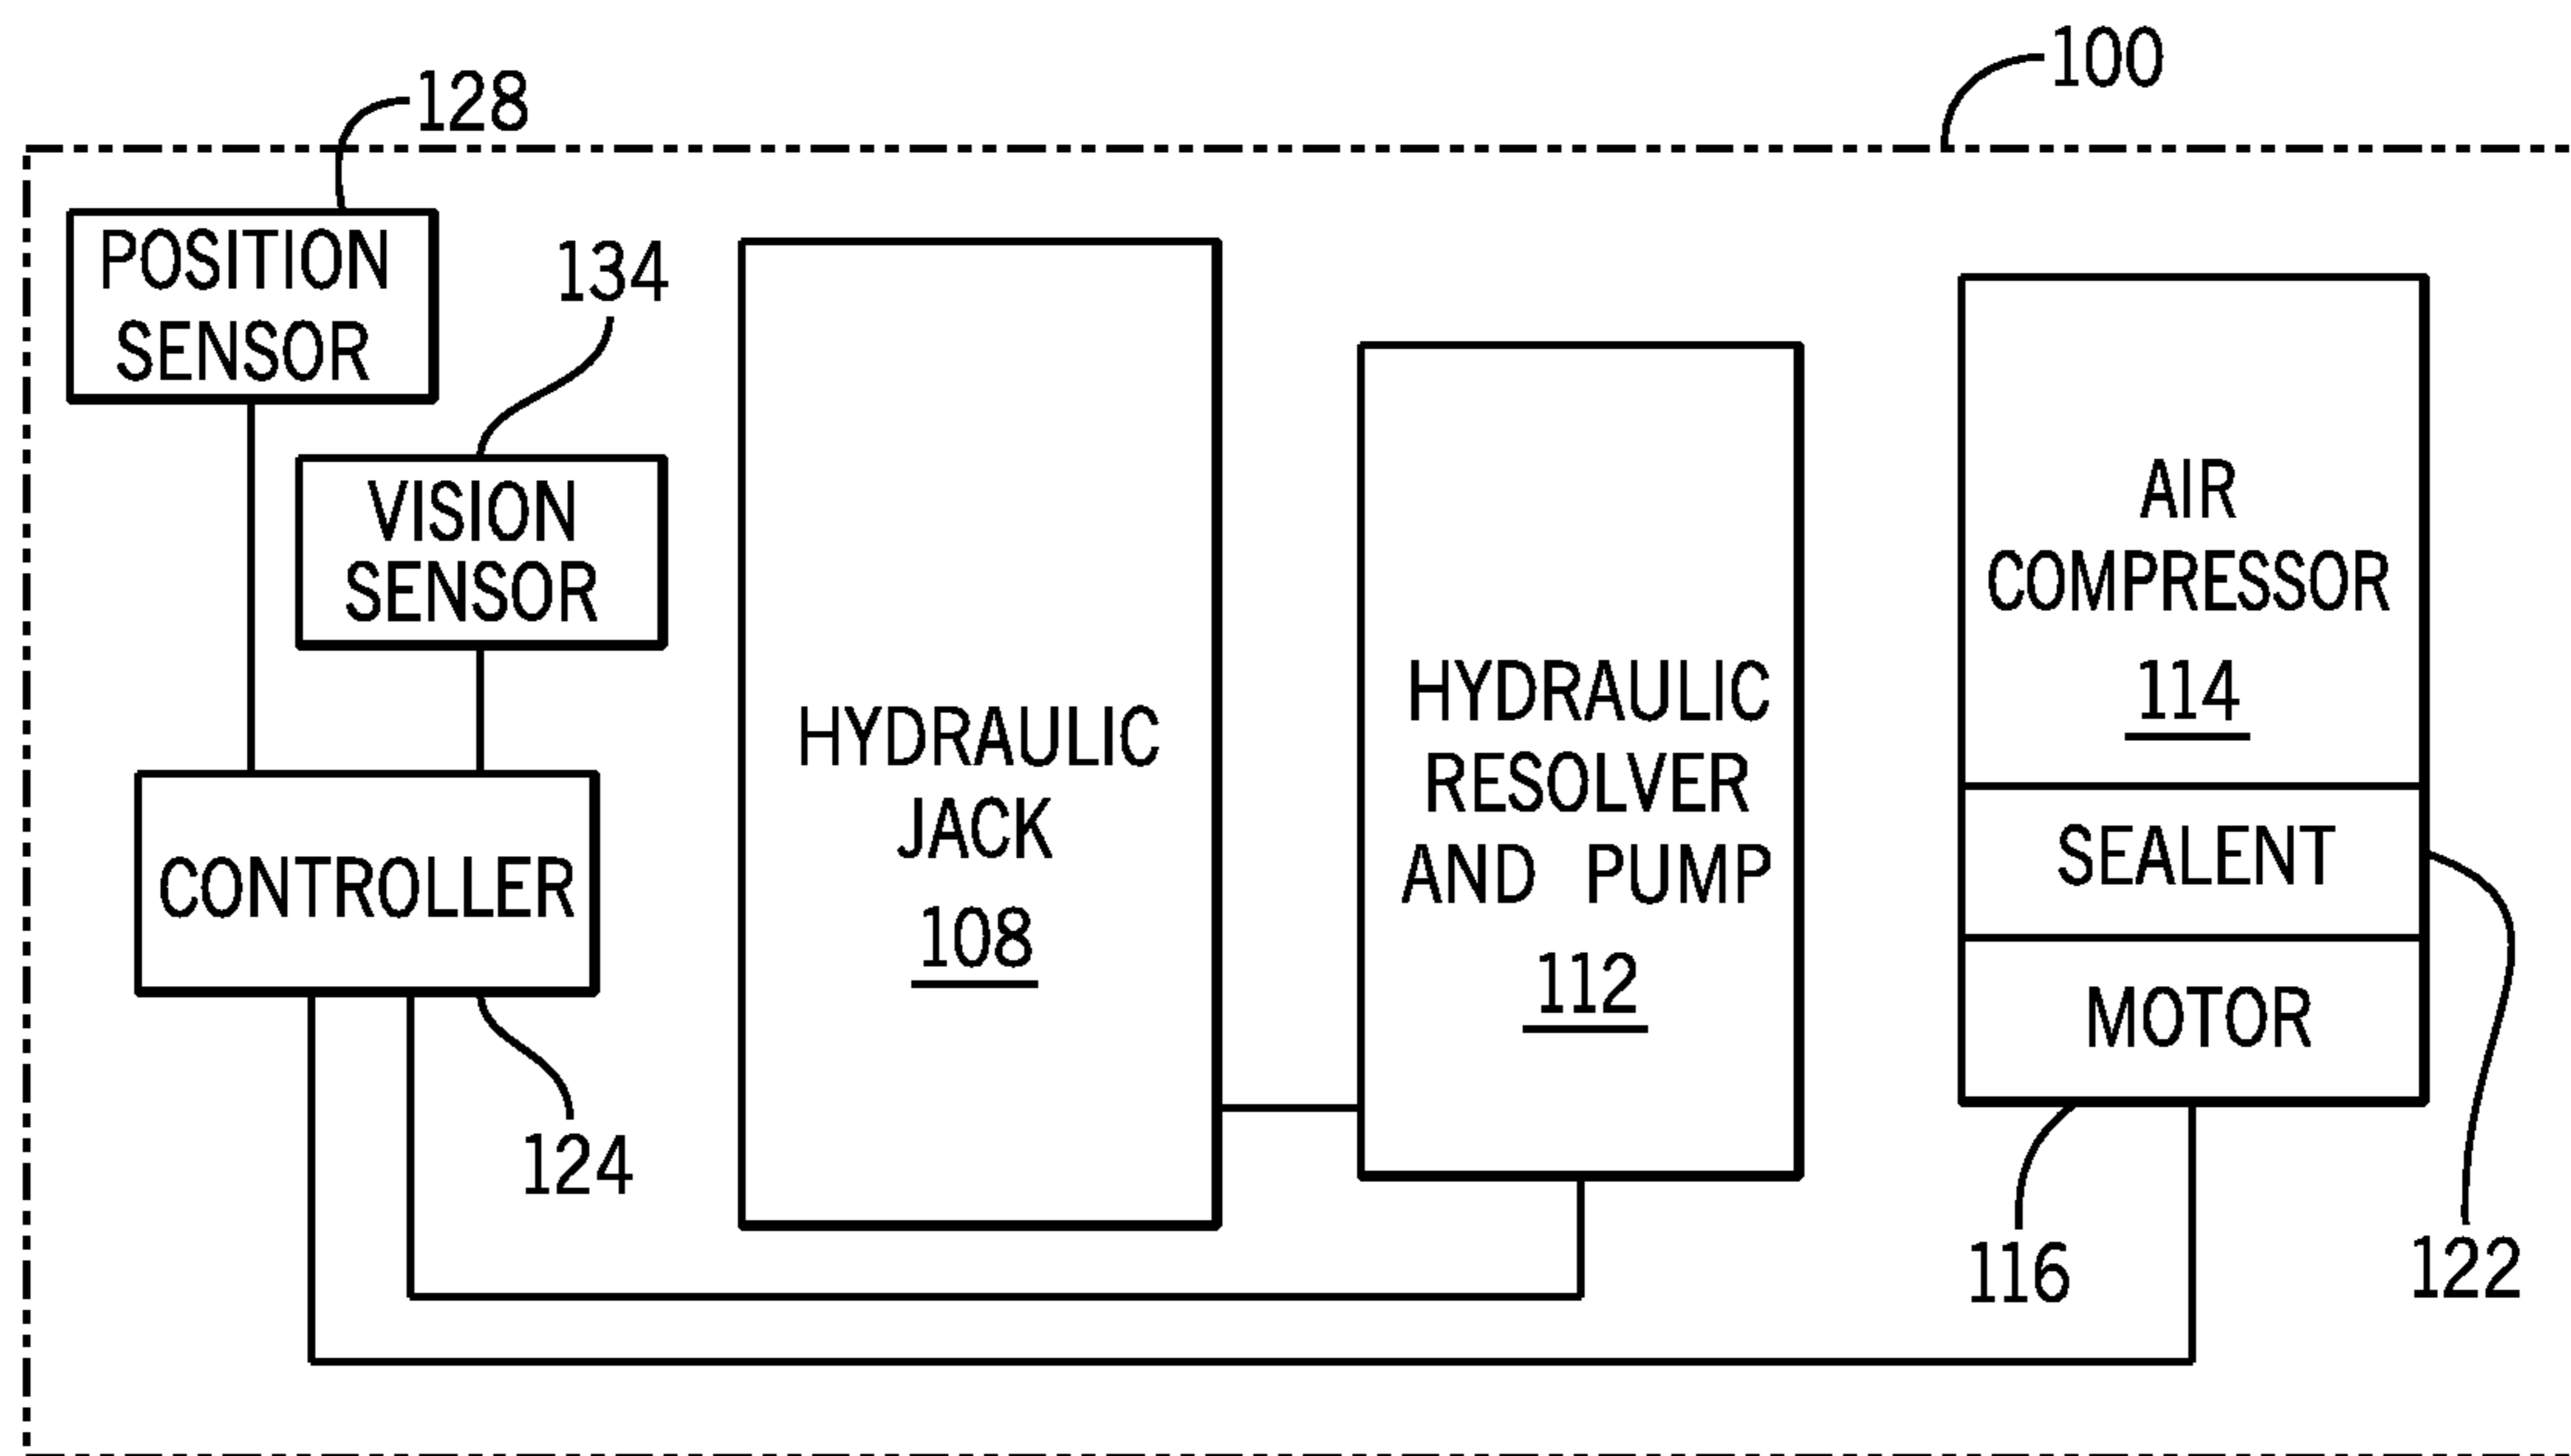 100
128
POSITION
SENSOR
134
VISION
SENSOR
CONTROLLER
124
HYDRAULIC
JACK
108
HYDRAULIC
RESOLVER
AND PUMP
112
AIR
COMPRESSOR
114
SEALENT
MOTOR
116
122